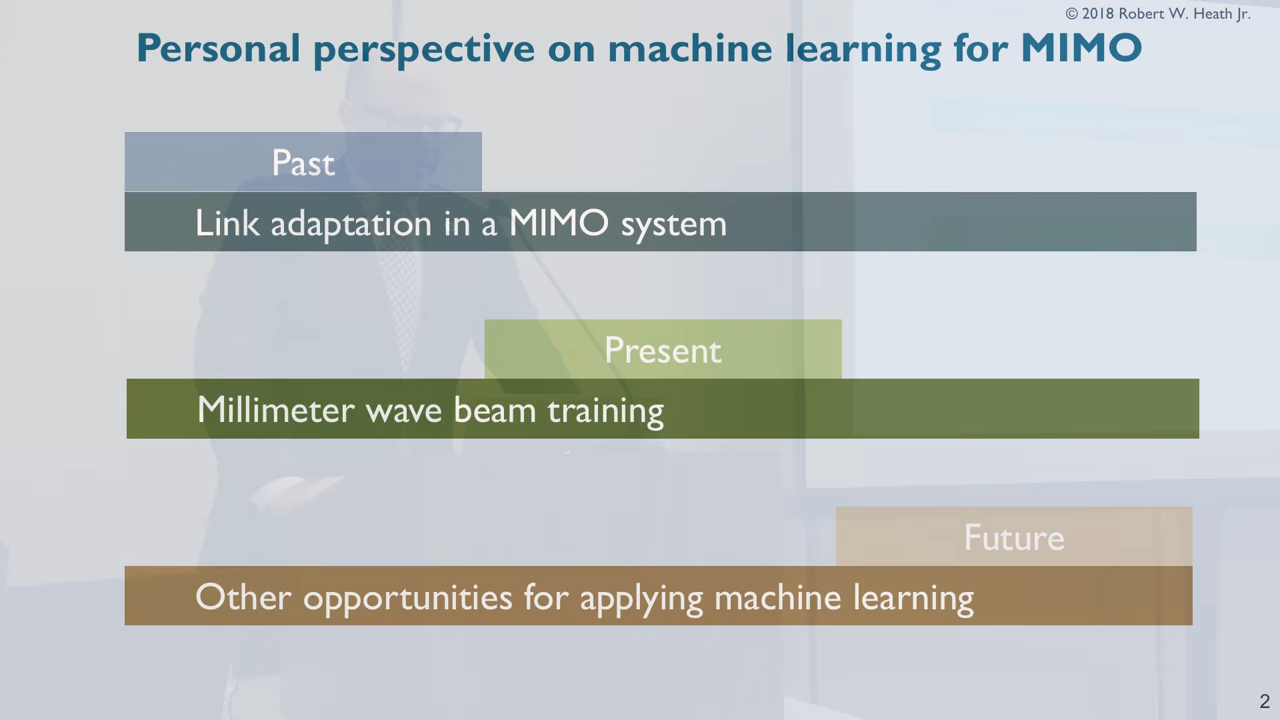 © 2018 Robert W. Heath Jr.
Personal perspective on machine learning for MIMO
Past
Link adaptation in a MIMO system
Present
Millimeter wave beam training
Future
Other opportunities for applying machine learning
2